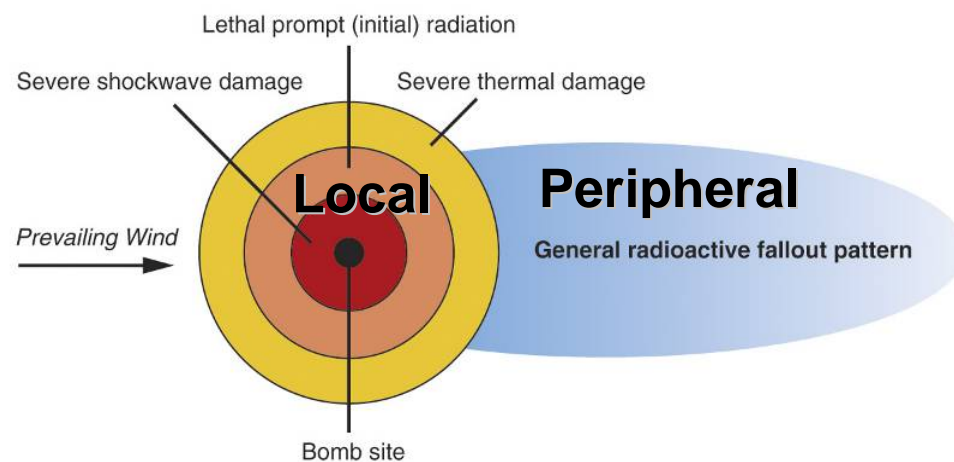 Lethal prompt (initial) radiation
Severe shockwave damage
Severe thermal damage
Local
Peripheral
Prevailing Wind
General radioactive fallout pattern
Bomb site